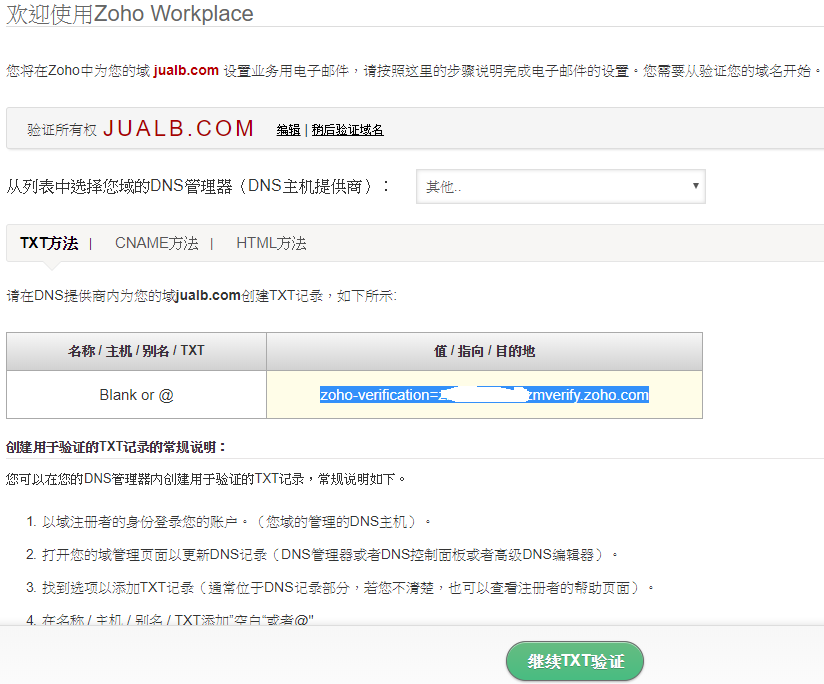 欢迎使用Zoho Workplace
您将在Zoho中为您的域 jualb.com 设置业务用电子邮件，请按照这里的步骤说明完成电子邮件的设置。您需要从验证您的域名开始。
验证所有权 JUALB.COM 编辑 | 稍后验证域名
从列表中选择您域的DNS管理器（DNS主机提供商）： 其他..
TXT方法 | CNAME方法 | HTML方法
请在DNS提供商内为您的域jualb.com创建TXT记录，如下所示:
名称 / 主机 / 别名 / TXT 值 / 指向 / 目的地
Blank or @ zoho-verification=z zmverify.zoho.com
创建用于验证的TXT记录的常规说明：
您可以在您的DNS管理器内创建用于验证的TXT记录，常规说明如下。
1. 以域注册者的身份登录您的账户。（您域的管理的DNS主机）。
2. 打开您的域管理页面以更新DNS记录（DNS管理器或者DNS控制面板或者高级DNS编辑器）。
3. 找到选项以添加TXT记录（通常位于DNS记录部分，若您不清楚，也可以查看注册者的帮助页面）。
4. 在名称 / 主机 / 别名 / TXT添加"空白"或者@"
继续TXT验证